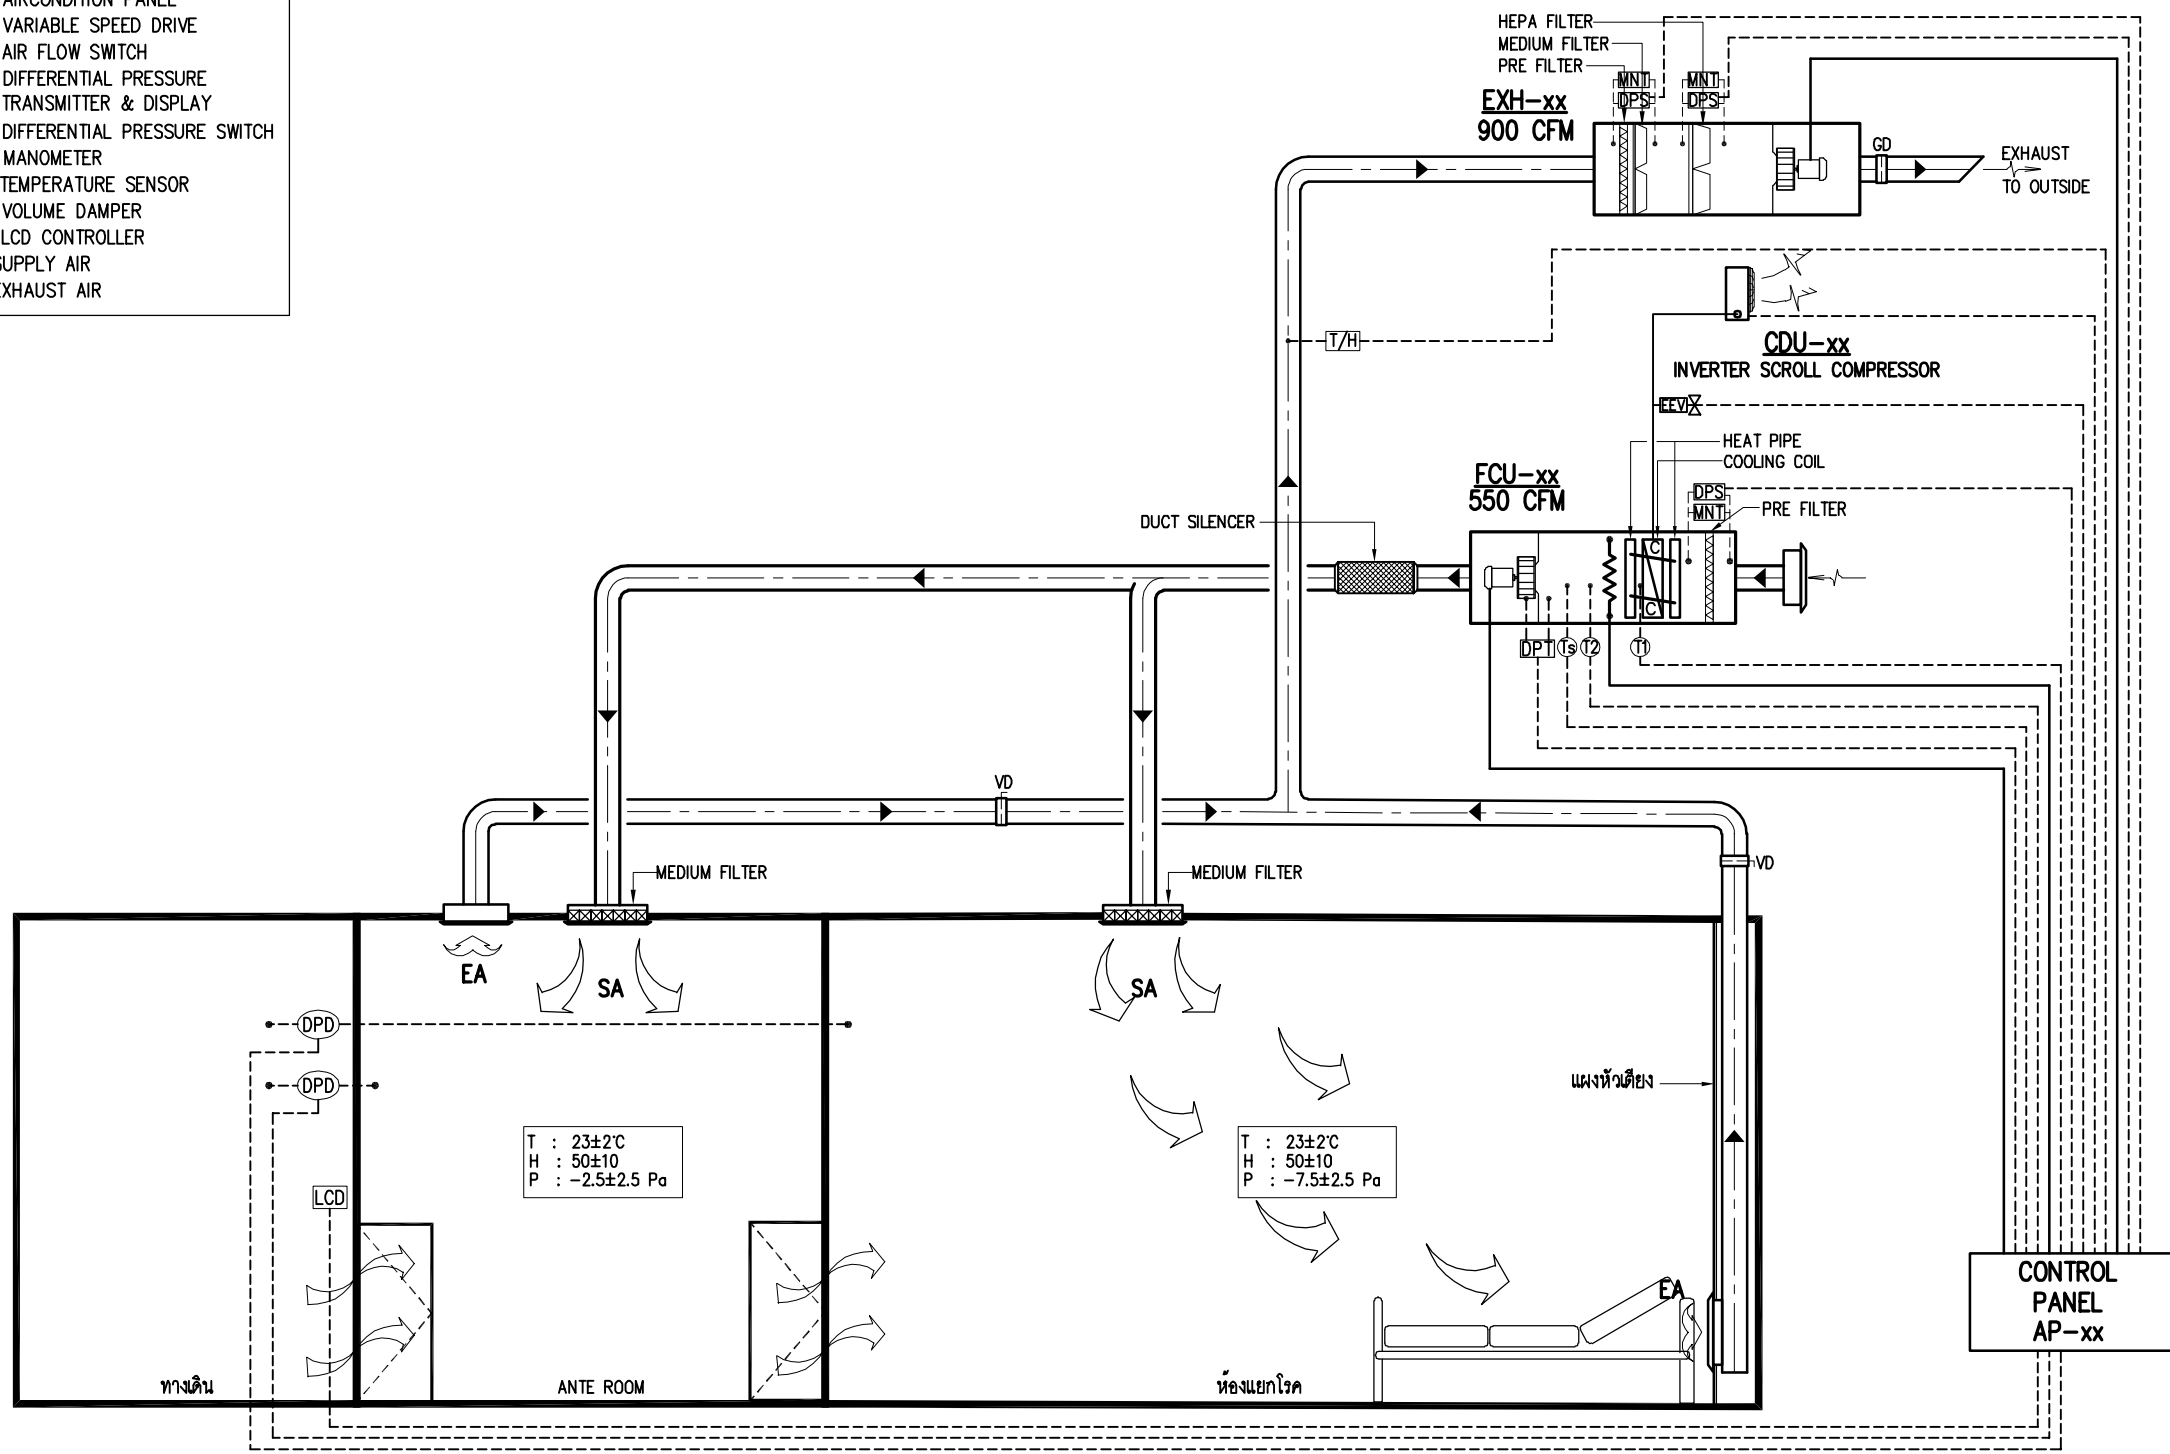 AIRCONDITION PANEL
VARIABLE SPEED DRIVE
AIR FLOW SWITCH
DIFFERENTIAL PRESSURE
TRANSMITTER & DISPLAY
DIFFERENTIAL PRESSURE SWITCH
MANOMETER
TEMPERATURE SENSOR
VOLUME DAMPER
LCD CONTROLLER
SUPPLY AIR
EXHAUST AIR
HEPA FILTER
MEDIUM FILTER
PRE FILTER
MNT
MNT
DPS
DPS
EXH-xx
900 CFM
GD
EXHAUST
TO OUTSIDE
T/H
CDU-xx
INVERTER SCROLL COMPRESSOR
EEV
HEAT PIPE
COOLING COIL
FCU-xx
550 CFM
DPS
MNT
PRE FILTER
DUCT SILENCER
C
C
DPT
Ts
T2
T1
VD
VD
MEDIUM FILTER
MEDIUM FILTER
EA
SA
SA
DPD
DPD
แผงหัวเตียง
T : 23±2°C
H : 50±10
P : -2.5±2.5 Pa
T : 23±2°C
H : 50±10
P : -7.5±2.5 Pa
LCD
EA
CONTROL
PANEL
AP-xx
ทางเดิน
ANTE ROOM
ห้องแยกโรค